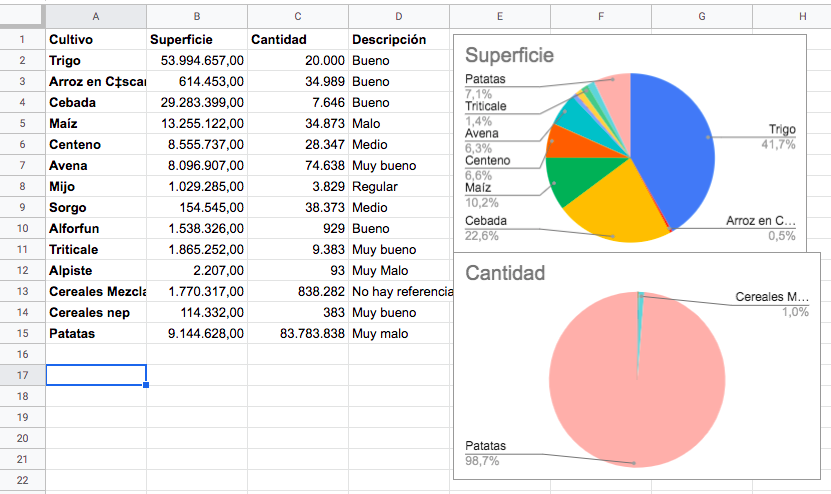 A B C D E F G H
1 Cultivo Superficie Cantidad Descripción
2 Trigo 53.994.657,00 20.000 Bueno
3 Arroz en C‡scar 614.453,00 34.989 Bueno
4 Cebada 29.283.399,00 7.646 Bueno
5 Maíz 13.255.122,00 34.873 Malo
6 Centeno 8.555.737,00 28.347 Medio
7 Avena 8.096.907,00 74.638 Muy bueno
8 Mijo 1.029.285,00 3.829 Regular
9 Sorgo 154.545,00 38.373 Medio
10 Alforfun 1.538.326,00 929 Bueno
11 Triticale 1.865.252,00 9.383 Muy bueno
12 Alpiste 2.207,00 93 Muy Malo
13 Cereales Mezcla 1.770.317,00 838.282 No hay referencia
14 Cereales nep 114.332,00 383 Muy bueno
15 Patatas 9.144.628,00 83.783.838 Muy malo
16
17
18
19
20
21
22
Superficie
Patatas
7,1%
Triticale
1,4%
Avena
6,3%
Centeno
6,6%
Maíz
10,2%
Cebada
22,6%
Trigo
41,7%
Arroz en C...
0,5%
Cantidad
Cereales M...
1,0%
Patatas
98,7%